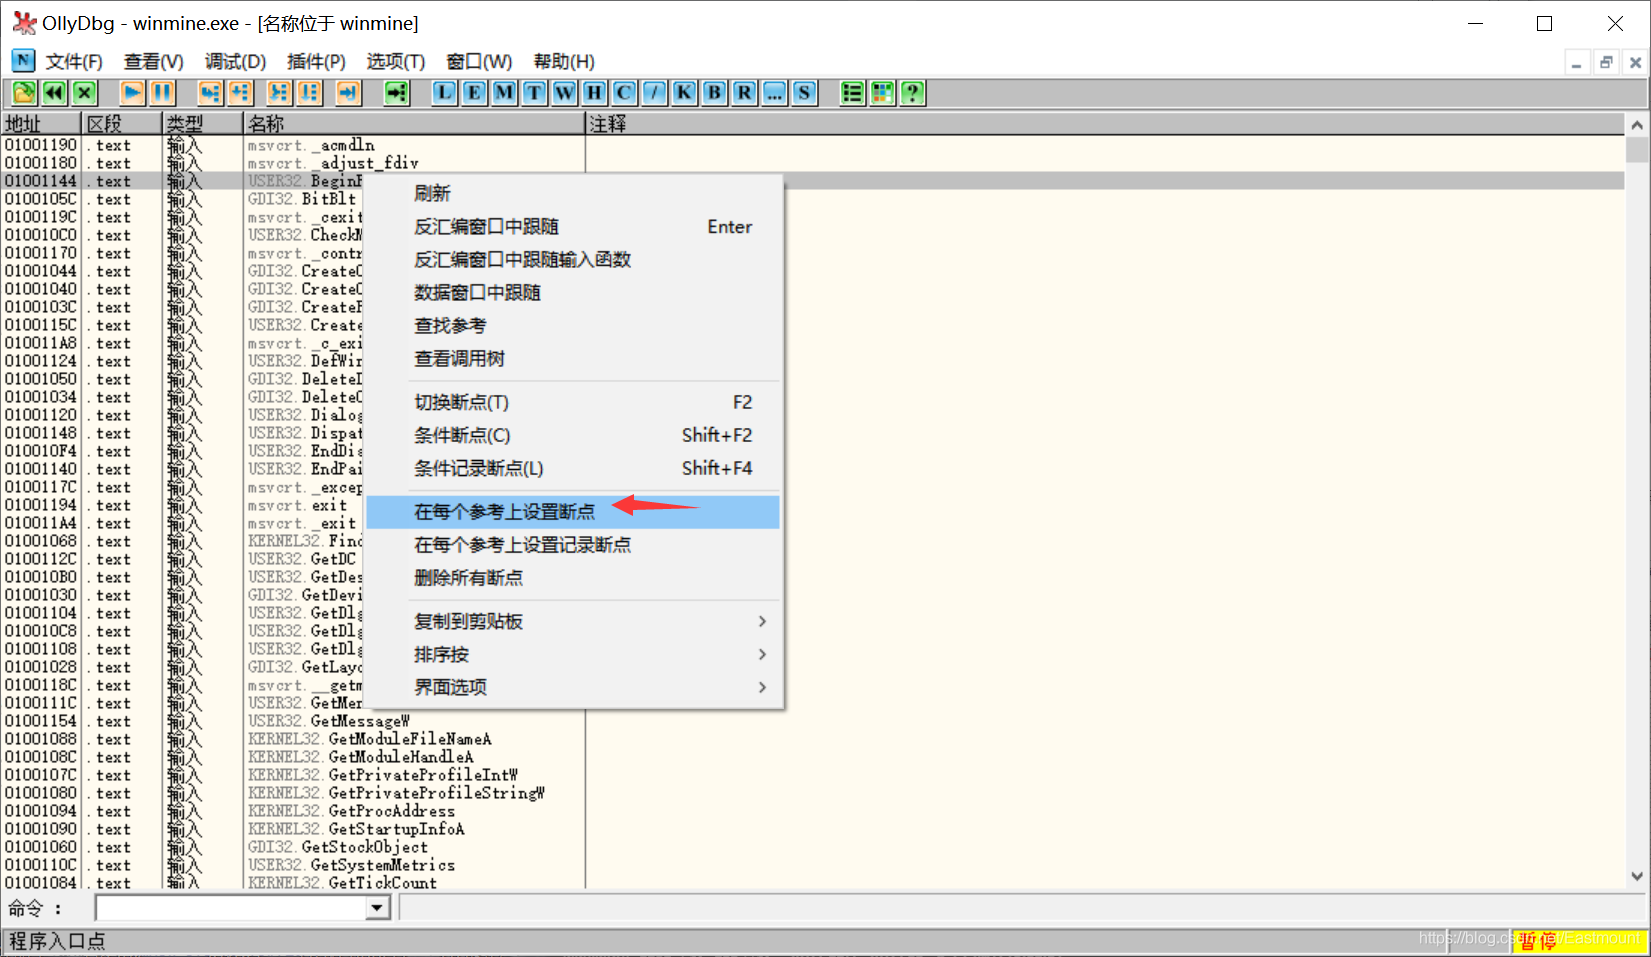 OllyDbg - winmine.exe - [名称位于 winmine]
文件(F) 查看(V) 调试(D) 插件(P) 选项(T) 窗口(W) 帮助(H)
L E M T W H C / K B R ... S ?
地址 区段 类型 名称 注释
01001190 .text 输入 msvcrt._acmdln
01001180 .text 输入 msvcrt._adjust_fdiv
01001144 .text 输入 USER32.BeginP
0100105C .text 输入 GDI32.BitBlt
0100119C .text 输入 msvcrt._cexit
010010C0 .text 输入 USER32.CheckM
01001170 .text 输入 msvcrt._contr
01001044 .text 输入 GDI32.CreateC
01001040 .text 输入 GDI32.CreateC
0100103C .text 输入 GDI32.CreateP
0100115C .text 输入 USER32.Create
010011A8 .text 输入 msvcrt._c_exi
01001124 .text 输入 USER32.DefWin
01001050 .text 输入 GDI32.DeleteD
01001034 .text 输入 GDI32.DeleteO
01001120 .text 输入 USER32.Dialog
01001148 .text 输入 USER32.Dispat
010010F4 .text 输入 USER32.EndDia
01001140 .text 输入 USER32.EndPai
0100117C .text 输入 msvcrt._excep
01001194 .text 输入 msvcrt.exit
010011A4 .text 输入 msvcrt._exit
01001068 .text 输入 KERNEL32.Find
0100112C .text 输入 USER32.GetDC
010010B0 .text 输入 USER32.GetDes
01001030 .text 输入 GDI32.GetDevi
01001104 .text 输入 USER32.GetDlg
010010C8 .text 输入 USER32.GetDlg
01001108 .text 输入 USER32.GetDlg
01001028 .text 输入 GDI32.GetLayo
0100118C .text 输入 msvcrt.__getm
0100111C .text 输入 USER32.GetMen
01001154 .text 输入 USER32.GetMessageW
01001088 .text 输入 KERNEL32.GetModuleFileNameA
0100108C .text 输入 KERNEL32.GetModuleHandleA
0100107C .text 输入 KERNEL32.GetPrivateProfileIntW
01001080 .text 输入 KERNEL32.GetPrivateProfileStringW
01001094 .text 输入 KERNEL32.GetProcAddress
01001090 .text 输入 KERNEL32.GetStartupInfoA
01001060 .text 输入 GDI32.GetStockObject
0100110C .text 输入 USER32.GetSystemMetrics
01001084 .text 输入 KERNEL32.GetTickCount
刷新
反汇编窗口中跟随 Enter
反汇编窗口中跟随输入函数
数据窗口中跟随
查找参考
查看调用树
切换断点(T) F2
条件断点(C) Shift+F2
条件记录断点(L) Shift+F4
在每个参考上设置断点
在每个参考上设置记录断点
删除所有断点
复制到剪贴板
排序按
界面选项
命令 :
程序入口点 暂停